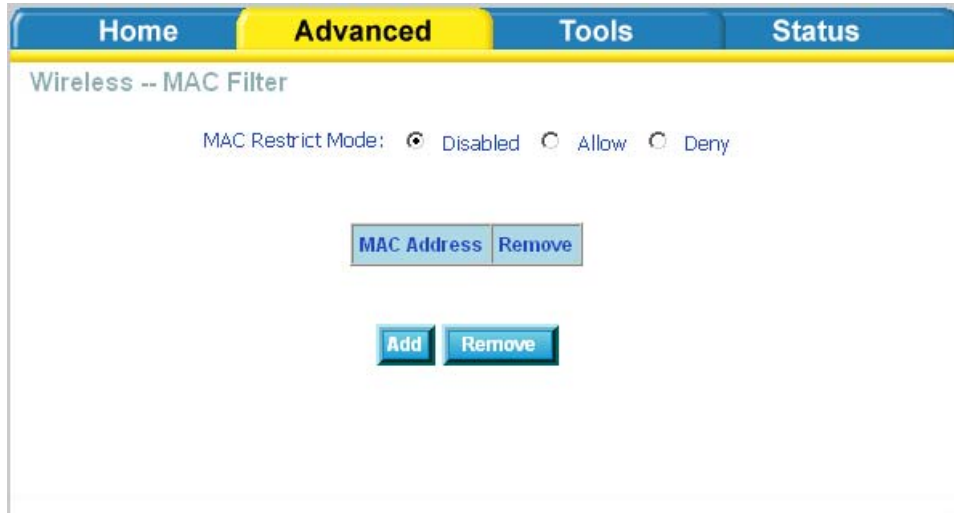 Home Advanced Tools Status
Wireless -- MAC Filter
MAC Restrict Mode: Disabled Allow Deny
MAC Address Remove
Add Remove